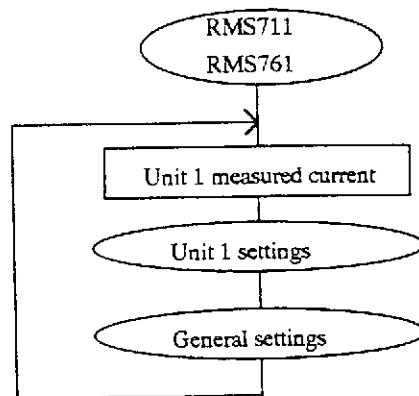 RMS711
RMS761
Unit 1 measured current
Unit 1 settings
General settings